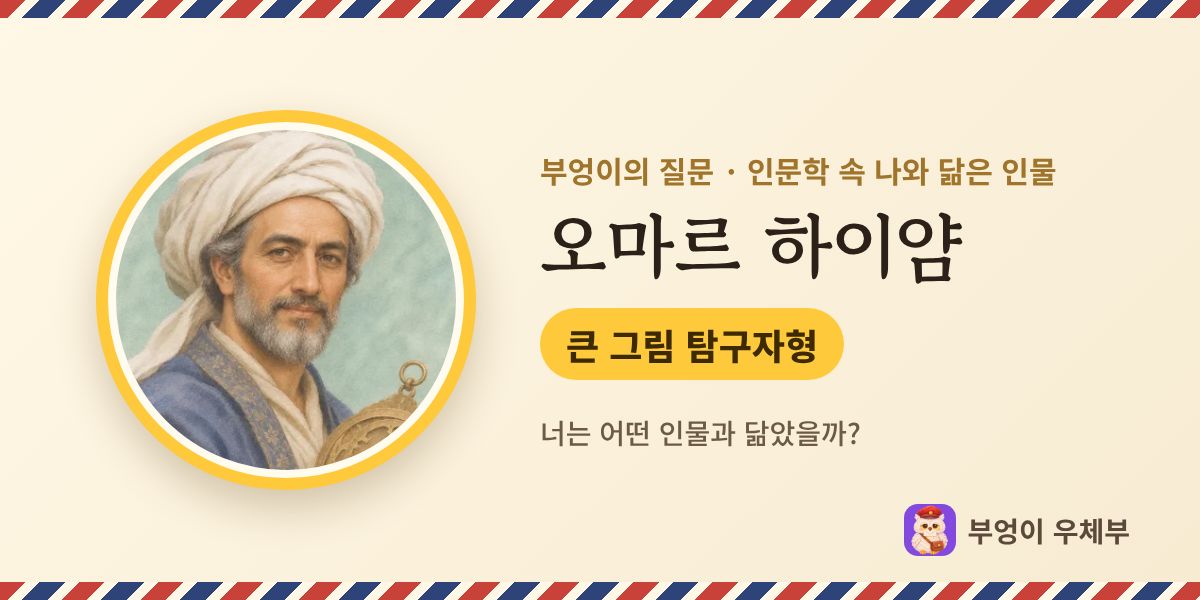 부엉이의 질문 · 인문학 속 나와 닮은 인물
오마르 하이얌
큰 그림 탐구자형
너는 어떤 인물과 닮았을까?
부엉이 우체부